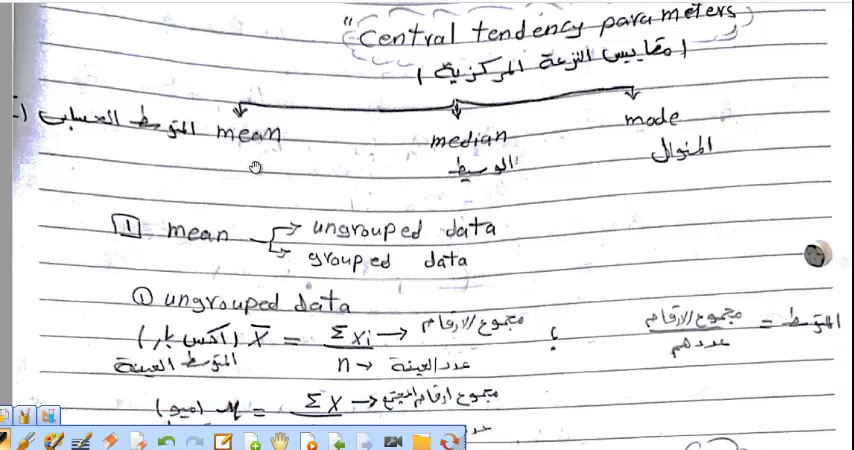 "Central tendency parameters
(مقاييس النزعة المركزية)
mean المتوسط الحسابي
median
mode
الوسيط
المنوال
1 mean → ungrouped data
→ grouped data
① ungrouped data
X̄ (اكس بار) = Σxi → مجموع الارقام
n → عدد العينة
المتوسط العينة
المتوسط = مجموع الارقام
عددهم
(ميو) M = Σx → مجموع ارقام المجتمع